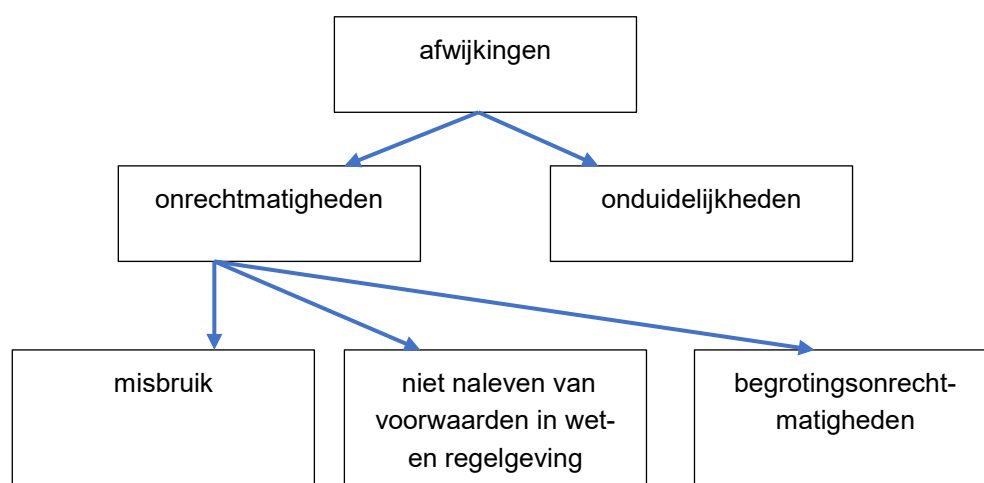 afwijkingen
onrechtmatigheden
onduidelijkheden
misbruik
niet naleven van
voorwaarden in wet-
en regelgeving
begrotingsonrecht-
matigheden